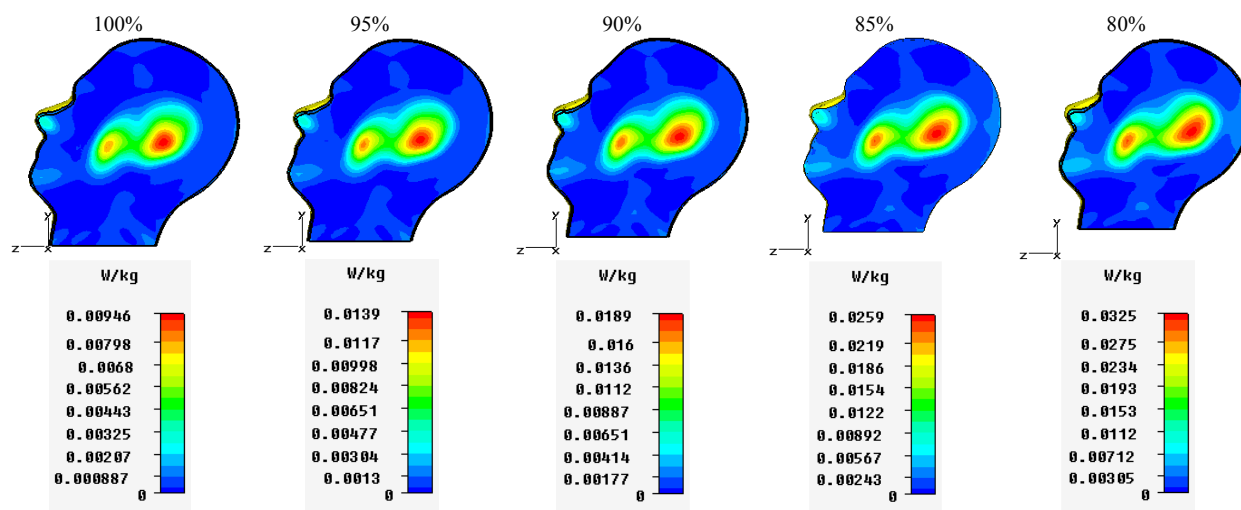 100%
95%
90%
85%
80%
y
z
x
y
z
x
y
z
x
y
z
x
y
z
x
W/kg
0.00946
0.00798
0.0068
0.00562
0.00443
0.00325
0.00207
0.000887
0
W/kg
0.0139
0.0117
0.00998
0.00824
0.00651
0.00477
0.00304
0.0013
0
W/kg
0.0189
0.016
0.0136
0.0112
0.00887
0.00651
0.00414
0.00177
0
W/kg
0.0259
0.0219
0.0186
0.0154
0.0122
0.00892
0.00567
0.00243
0
W/kg
0.0325
0.0275
0.0234
0.0193
0.0153
0.0112
0.00712
0.00305
0